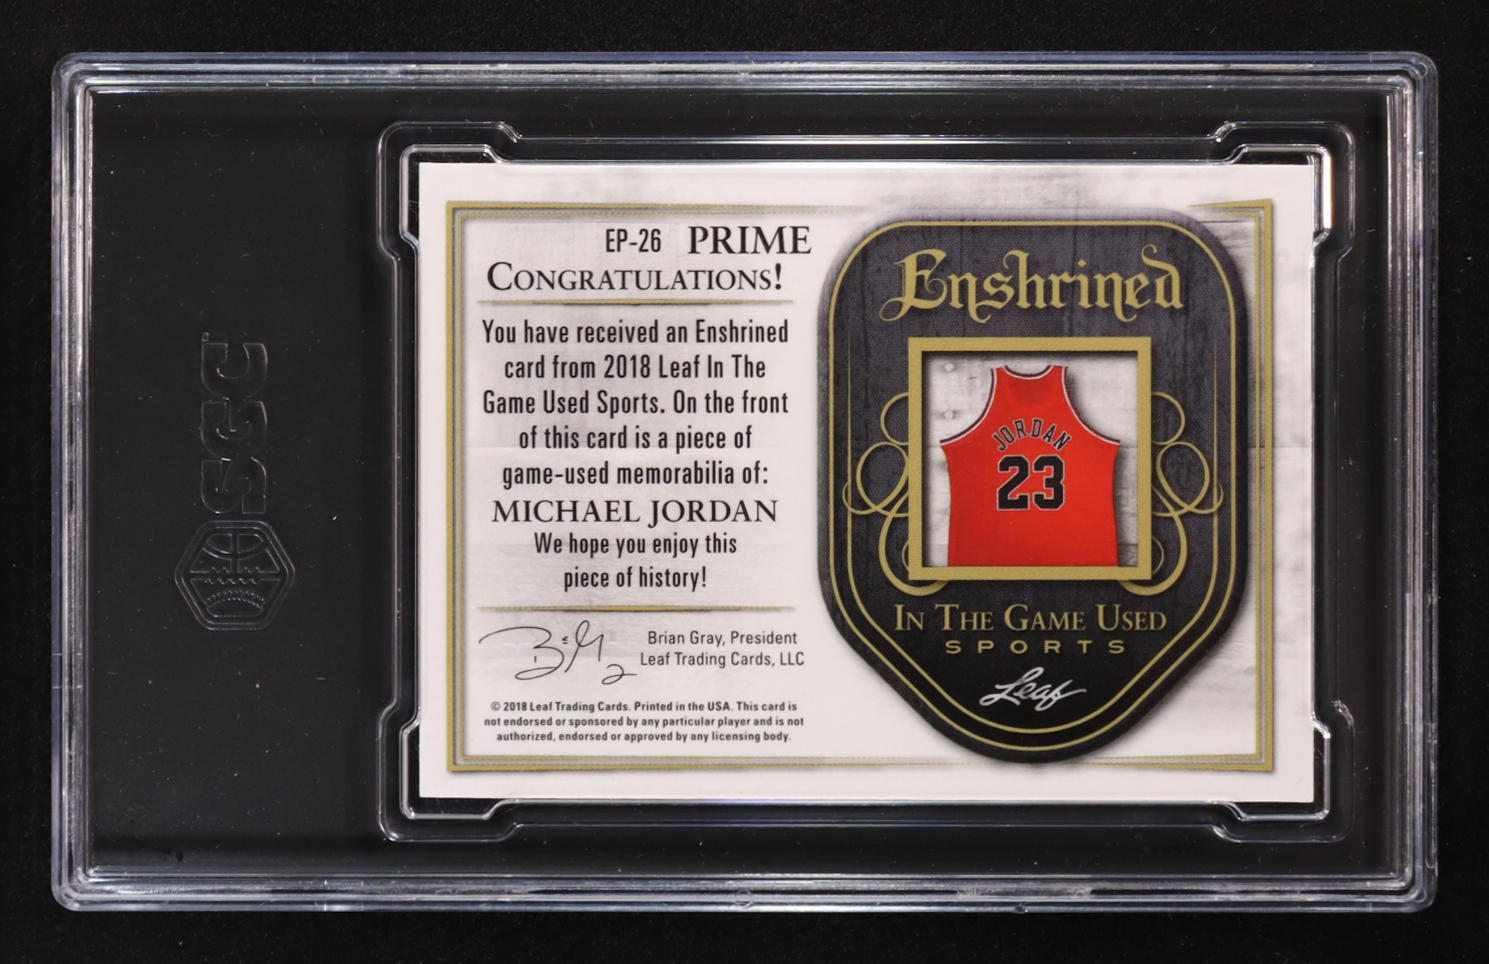 EP-26 PRIME
CONGRATULATIONS!
You have received an Enshrined
card from 2018 Leaf In The
Game Used Sports. On the front
of this card is a piece of
game-used memorabilia of:
MICHAEL JORDAN
We hope you enjoy this
piece of history!
Brian Gray, President
Leaf Trading Cards, LLC
© 2018 Leaf Trading Cards. Printed in the USA. This card is
not endorsed or sponsored by any particular player and is not
authorized, endorsed or approved by any licensing body.
Enshrined
JORDAN
23
IN THE GAME USED
SPORTS
Leaf
SGC